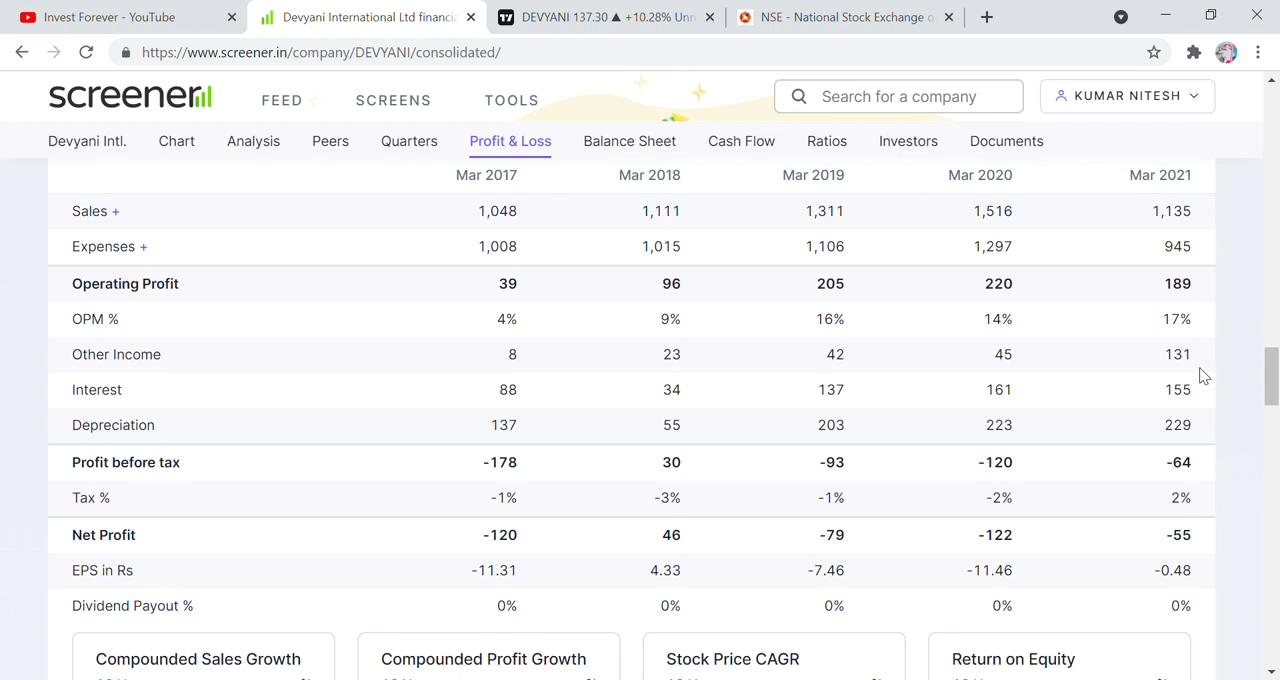 Invest Forever - YouTube
Devyani International Ltd financia
DEVYANI 137.30 ▲ +10.28% Unn
NSE - National Stock Exchange o
https://www.screener.in/company/DEVYANI/consolidated/
screener
FEED
SCREENS
TOOLS
Search for a company
KUMAR NITESH
Devyani Intl. Chart Analysis Peers Quarters Profit & Loss Balance Sheet Cash Flow Ratios Investors Documents
Mar 2017 Mar 2018 Mar 2019 Mar 2020 Mar 2021
Sales + 1,048 1,111 1,311 1,516 1,135
Expenses + 1,008 1,015 1,106 1,297 945
Operating Profit 39 96 205 220 189
OPM % 4% 9% 16% 14% 17%
Other Income 8 23 42 45 131
Interest 88 34 137 161 155
Depreciation 137 55 203 223 229
Profit before tax -178 30 -93 -120 -64
Tax % -1% -3% -1% -2% 2%
Net Profit -120 46 -79 -122 -55
EPS in Rs -11.31 4.33 -7.46 -11.46 -0.48
Dividend Payout % 0% 0% 0% 0% 0%
Compounded Sales Growth
Compounded Profit Growth
Stock Price CAGR
Return on Equity